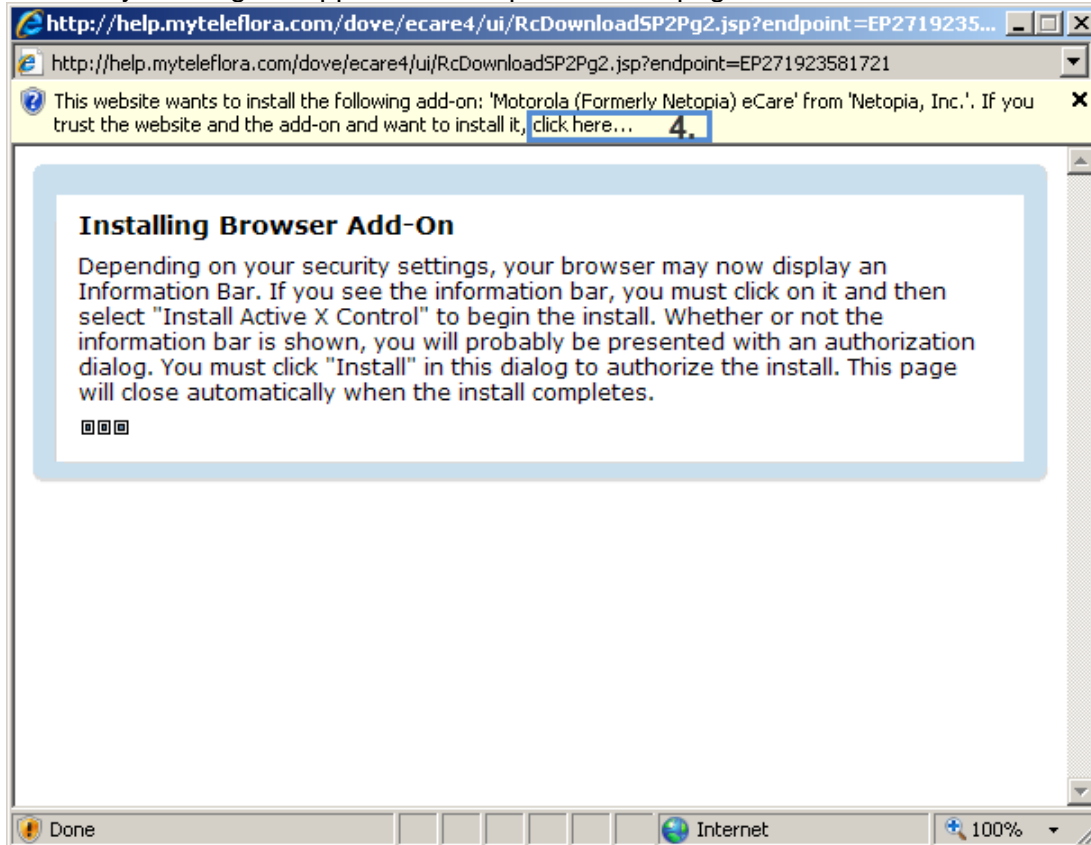 http://help.myteleflora.com/dove/ecare4/ui/RcDownloadSP2Pg2.jsp?endpoint=EP2719235...
http://help.myteleflora.com/dove/ecare4/ui/RcDownloadSP2Pg2.jsp?endpoint=EP271923581721
This website wants to install the following add-on: 'Motorola (Formerly Netopia) eCare' from 'Netopia, Inc.'. If you
trust the website and the add-on and want to install it, click here... 4.
Installing Browser Add-On
Depending on your security settings, your browser may now display an
Information Bar. If you see the information bar, you must click on it and then
select "Install Active X Control" to begin the install. Whether or not the
information bar is shown, you will probably be presented with an authorization
dialog. You must click "Install" in this dialog to authorize the install. This page
will close automatically when the install completes.
Done Internet 100%